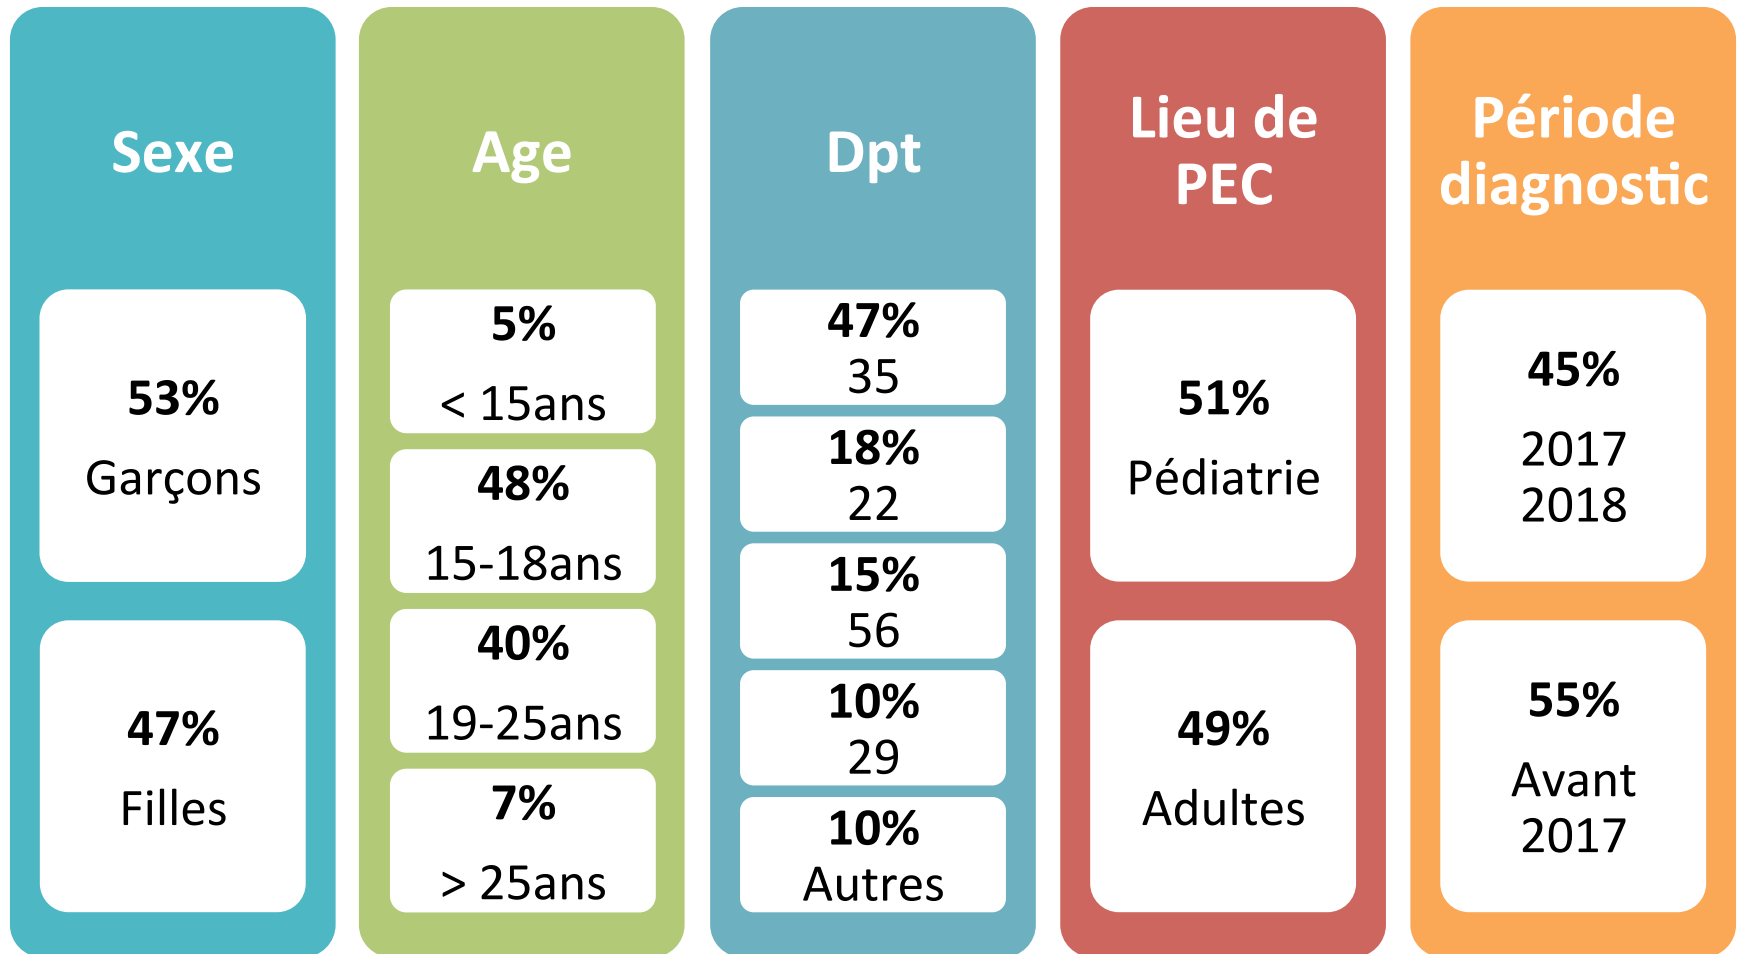 Sexe
53%
Garçons
47%
Filles
Age
5%
< 15ans
48%
15-18ans
40%
19-25ans
7%
> 25ans
Dpt
47%
35
18%
22
15%
56
10%
29
10%
Autres
Lieu de
PEC
51%
Pédiatrie
49%
Adultes
Période
diagnostic
45%
2017
2018
55%
Avant
2017